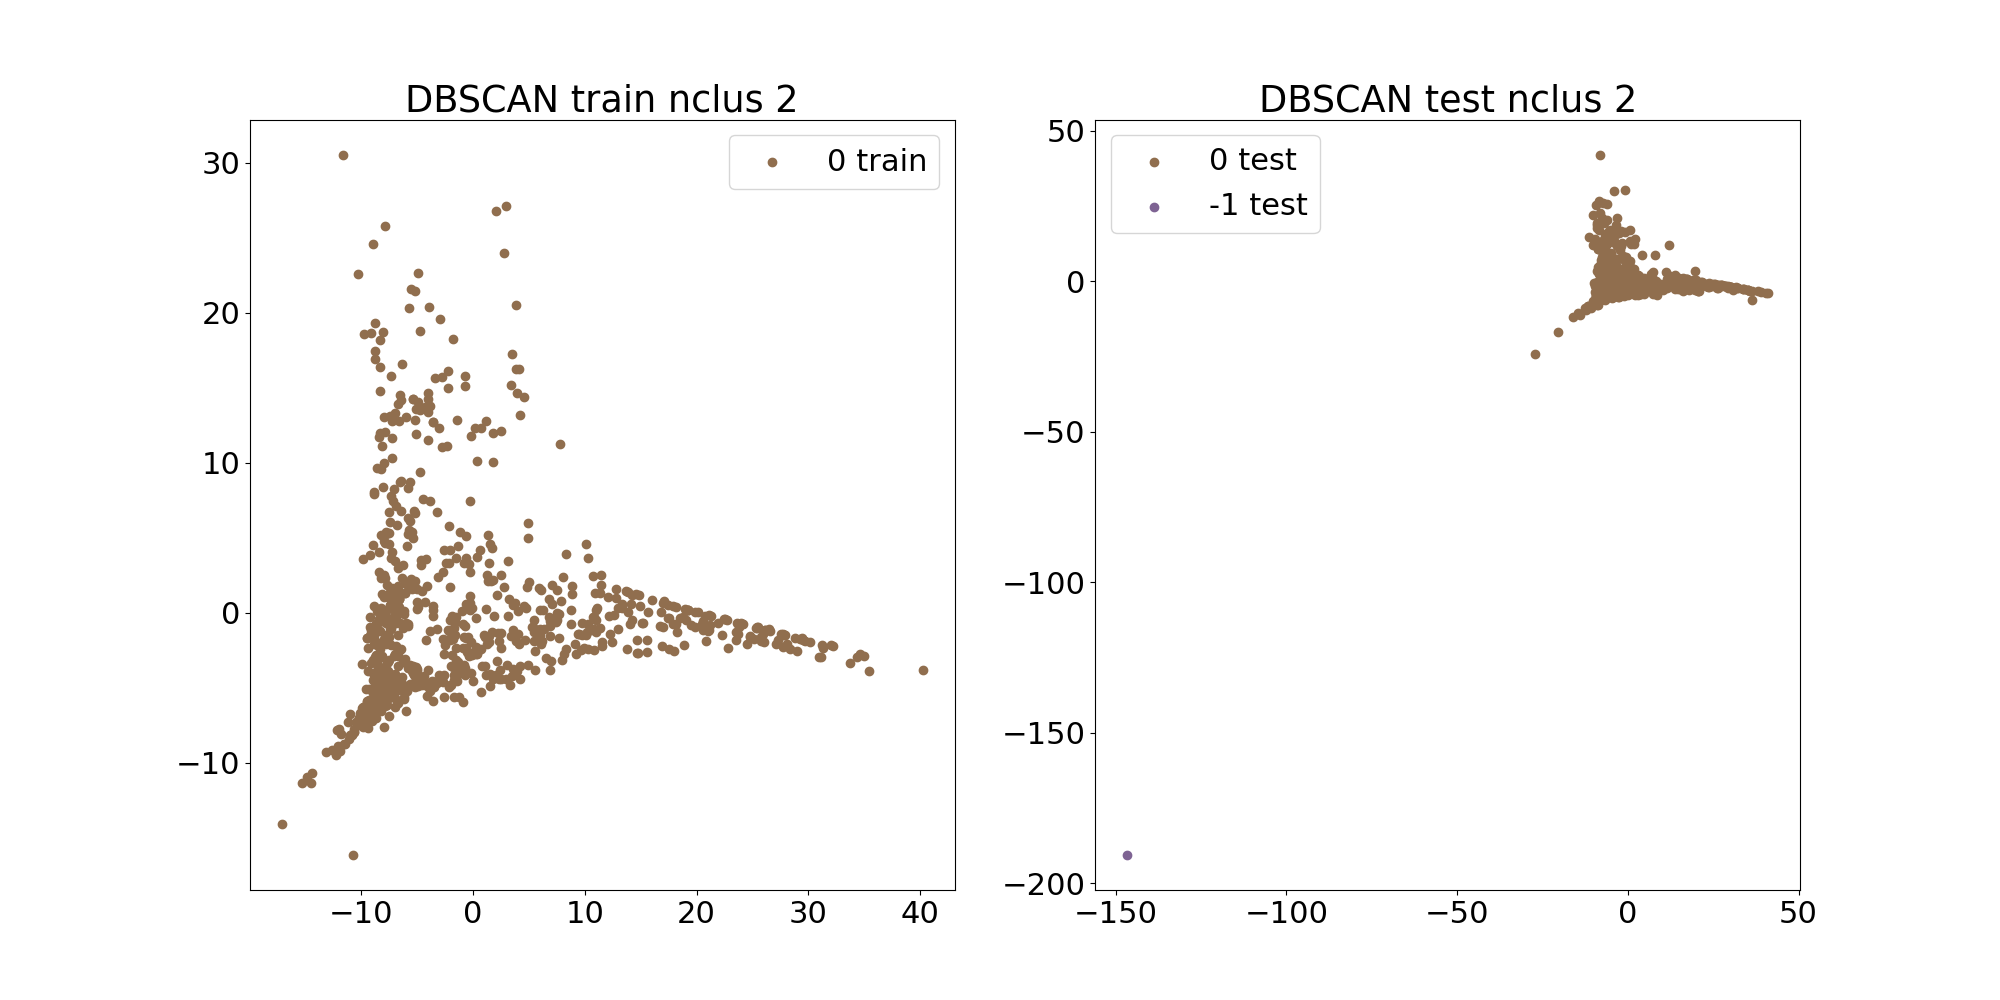 DBSCAN train nclus 2
0 train
30
20
10
0
−10
−10 0 10 20 30 40
DBSCAN test nclus 2
0 test
-1 test
50
0
−50
−100
−150
−200
−150 −100 −50 0 50